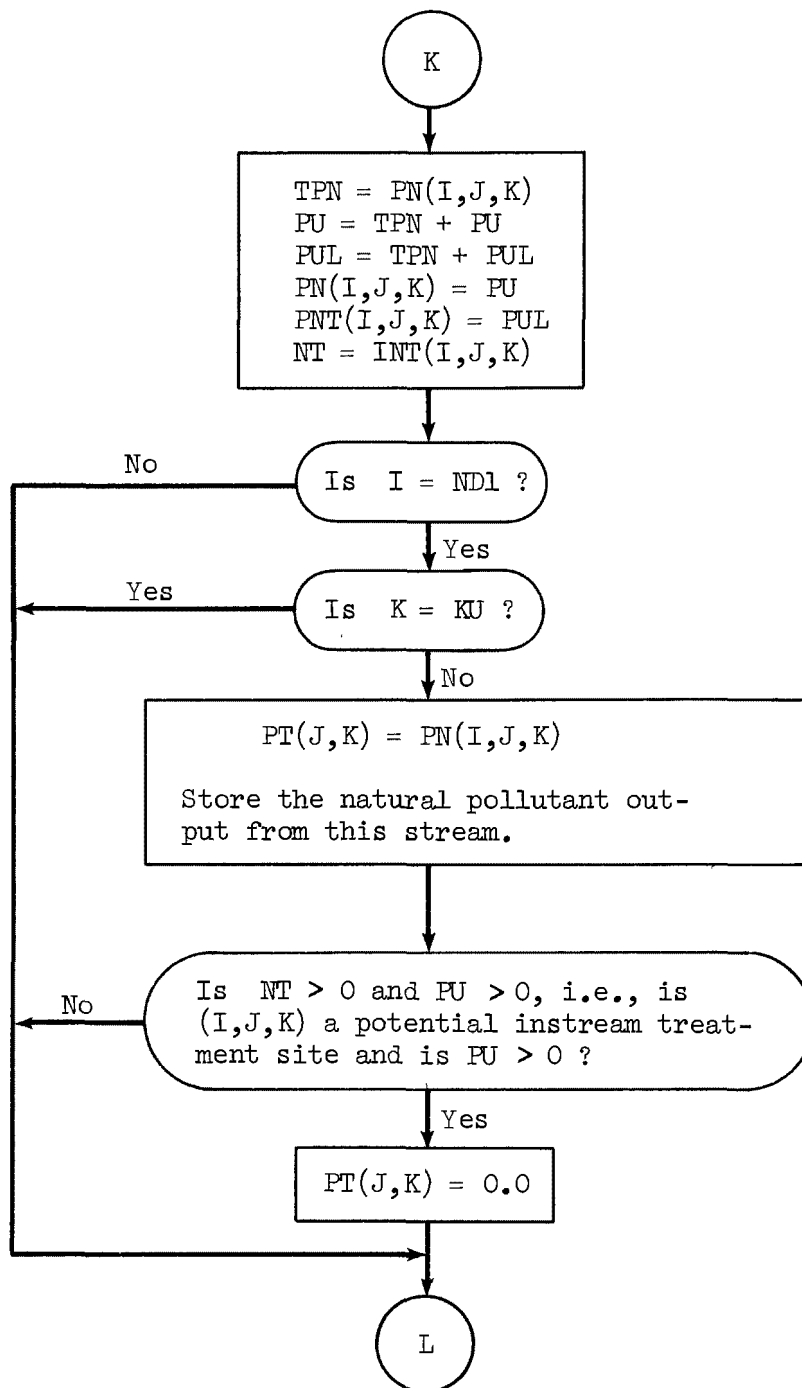 K
TPN = PN(I,J,K)
PU = TPN + PU
PUL = TPN + PUL
PN(I,J,K) = PU
PNT(I,J,K) = PUL
NT = INT(I,J,K)
No
Is I = ND1 ?
Yes
Yes
Is K = KU ?
No
PT(J,K) = PN(I,J,K)
Store the natural pollutant out-
put from this stream.
No
Is NT > 0 and PU > 0, i.e., is
(I,J,K) a potential instream treat-
ment site and is PU > 0 ?
Yes
PT(J,K) = 0.0
L